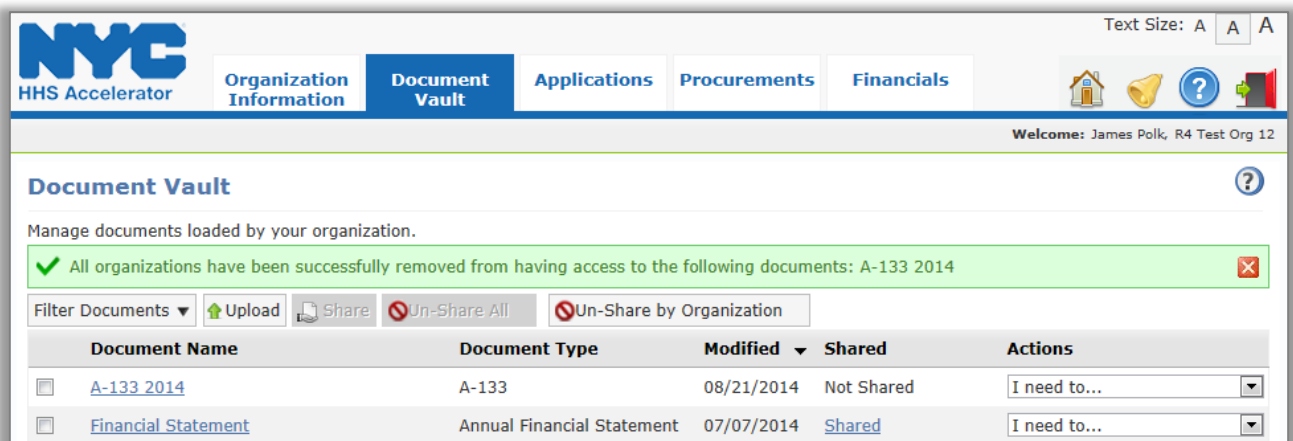 Text Size: A A A
NYC
HHS Accelerator
Organization Information
Document Vault
Applications
Procurements
Financials
?
Welcome: James Polk, R4 Test Org 12
Document Vault
?
Manage documents loaded by your organization.
All organizations have been successfully removed from having access to the following documents: A-133 2014
Filter Documents Upload Share Un-Share All Un-Share by Organization
Document Name Document Type Modified Shared Actions
A-133 2014 A-133 08/21/2014 Not Shared I need to...
Financial Statement Annual Financial Statement 07/07/2014 Shared I need to...